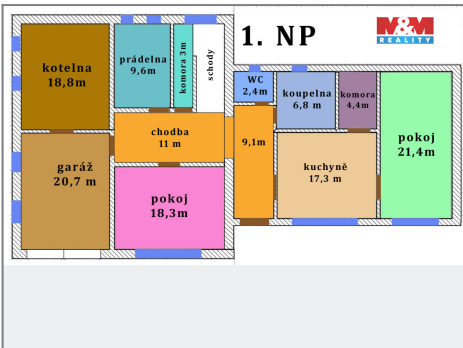 1. NP
M&M
REALITY
kotelna
18,8m
prádelna
9,6m
komora 3m
schody
WC
2,4m
koupelna
6,8 m
komora
4,4m
chodba
11 m
9,1m
pokoj
21,4m
garáž
20,7 m
kuchyně
17,3 m
pokoj
18,3m